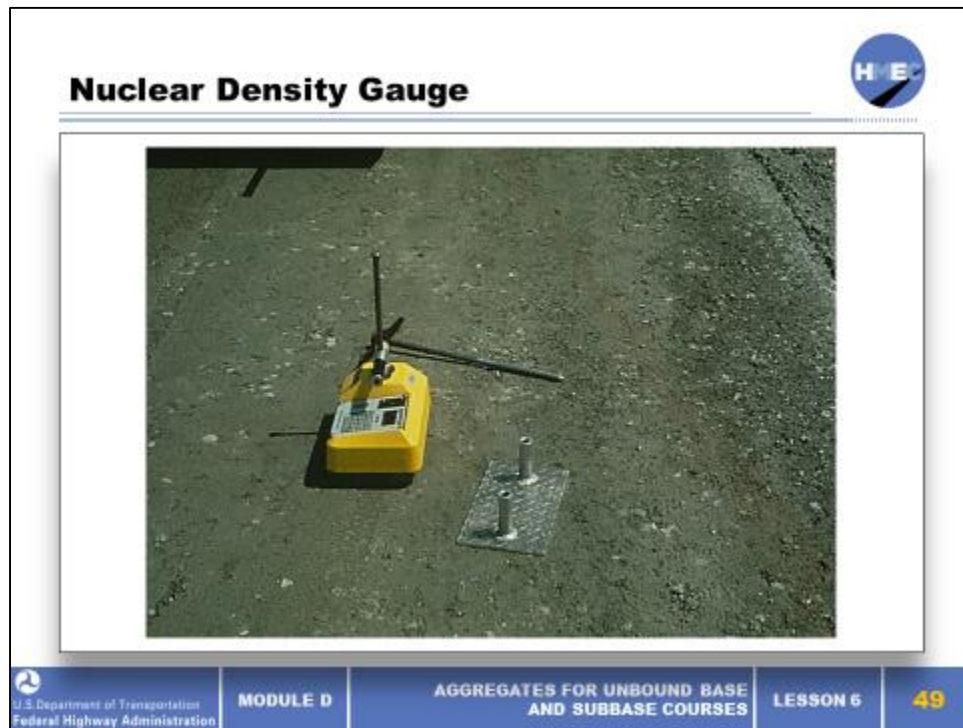 Nuclear Density Gauge
HMEC
U.S. Department of Transportation
Federal Highway Administration
MODULE D
AGGREGATES FOR UNBOUND BASE
AND SUBBASE COURSES
LESSON 6
49